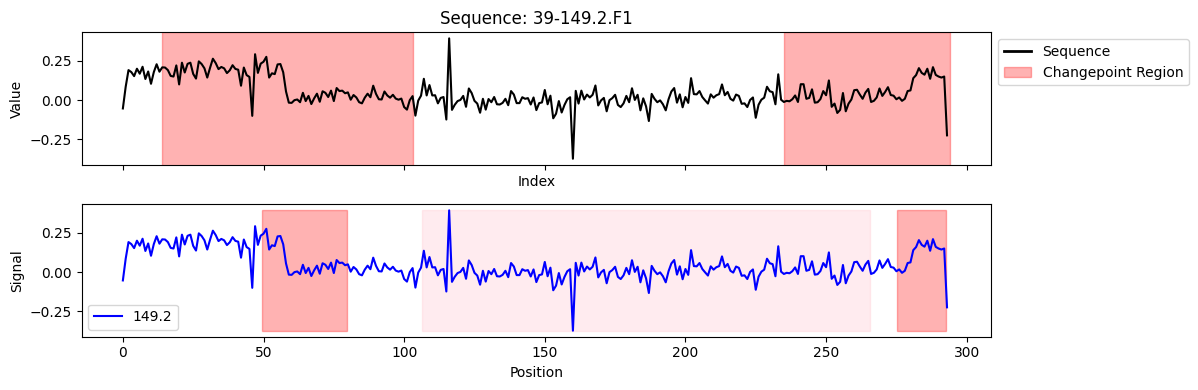 Sequence: 39-149.2.F1
Value
0.25
0.00
−0.25
Index
Sequence
Changepoint Region
Signal
0.25
0.00
−0.25
149.2
0 50 100 150 200 250 300
Position